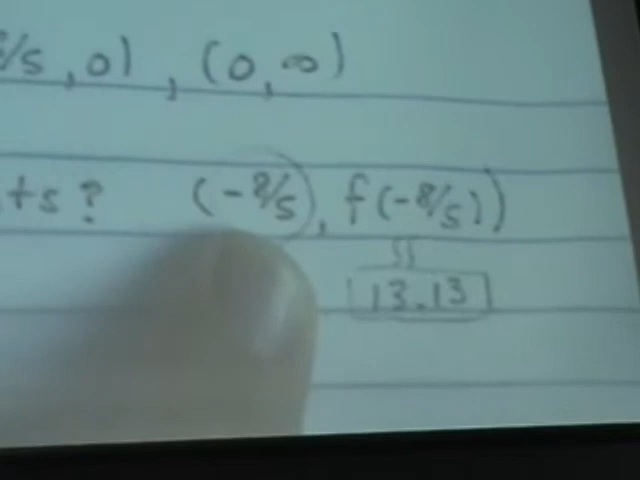 /5, 0), (0, ∞)
ts? (-8/5, f(-8/5))
13.13